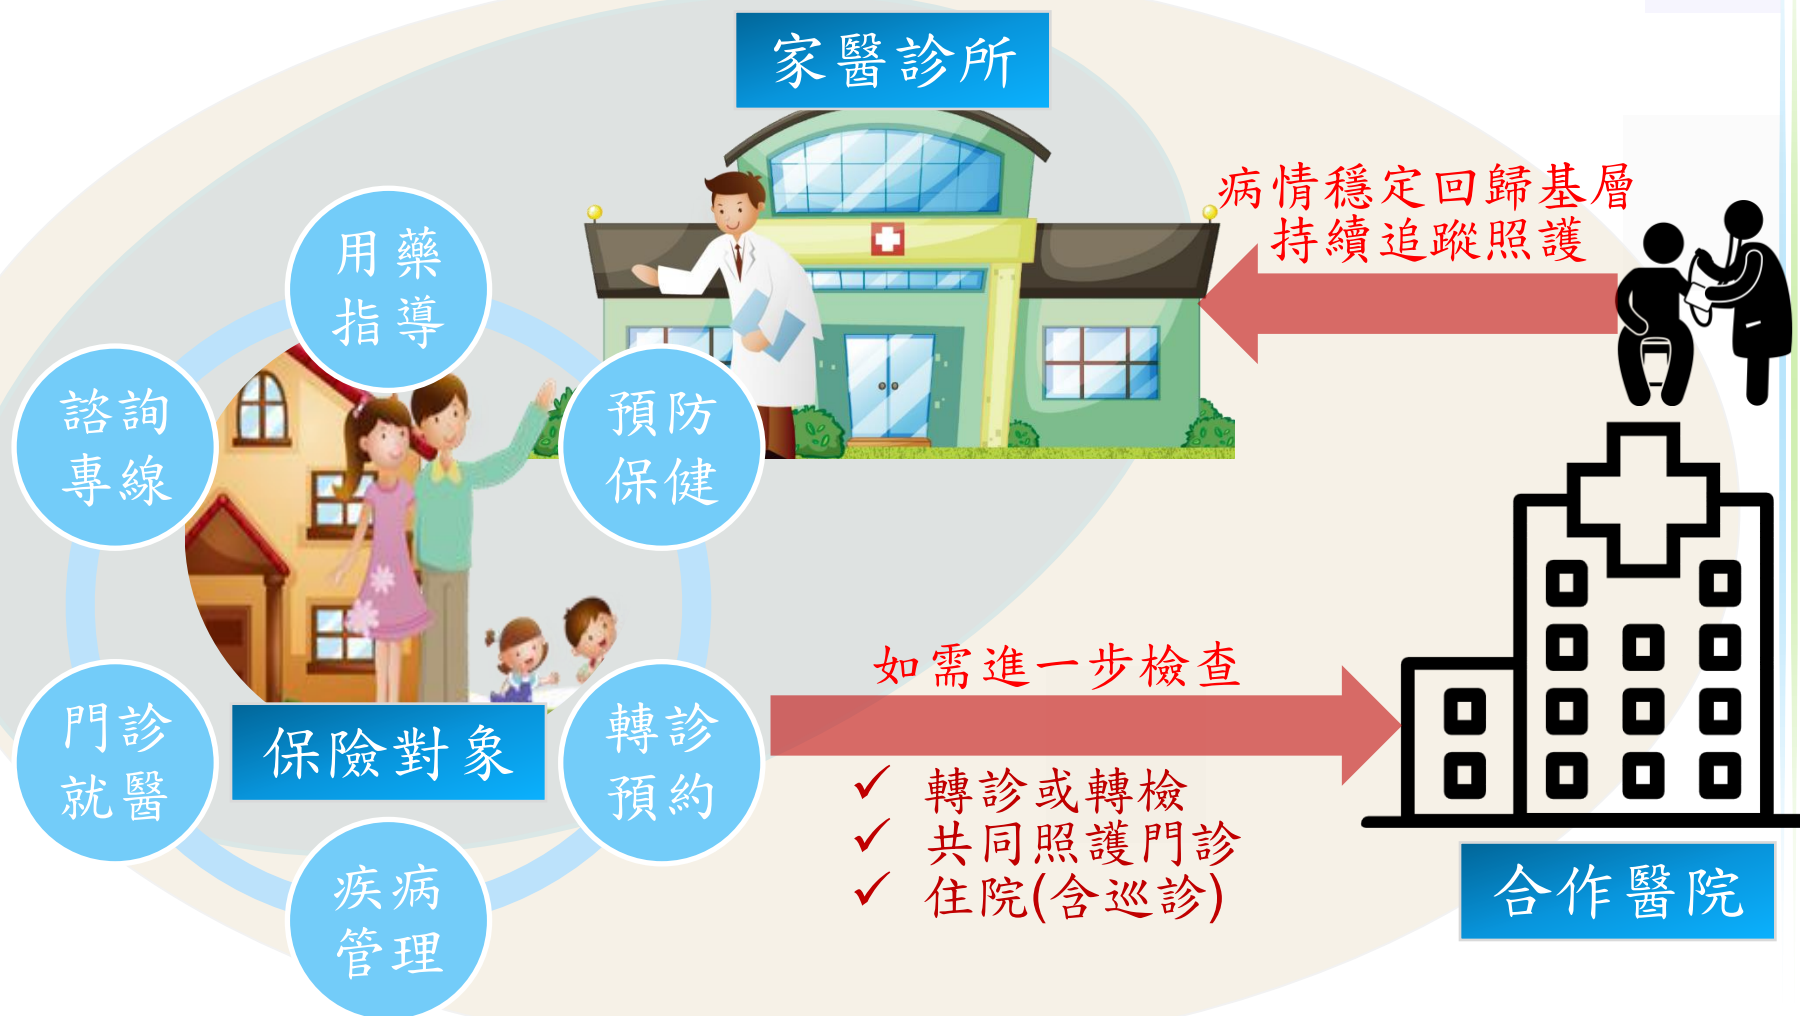 家醫診所
病情穩定回歸基層
持續追蹤照護
用藥
指導
諮詢
專線
預防
保健
門診
就醫
保險對象
轉診
預約
疾病
管理
如需進一步檢查
✓ 轉診或轉檢
✓ 共同照護門診
✓ 住院(含巡診)
合作醫院